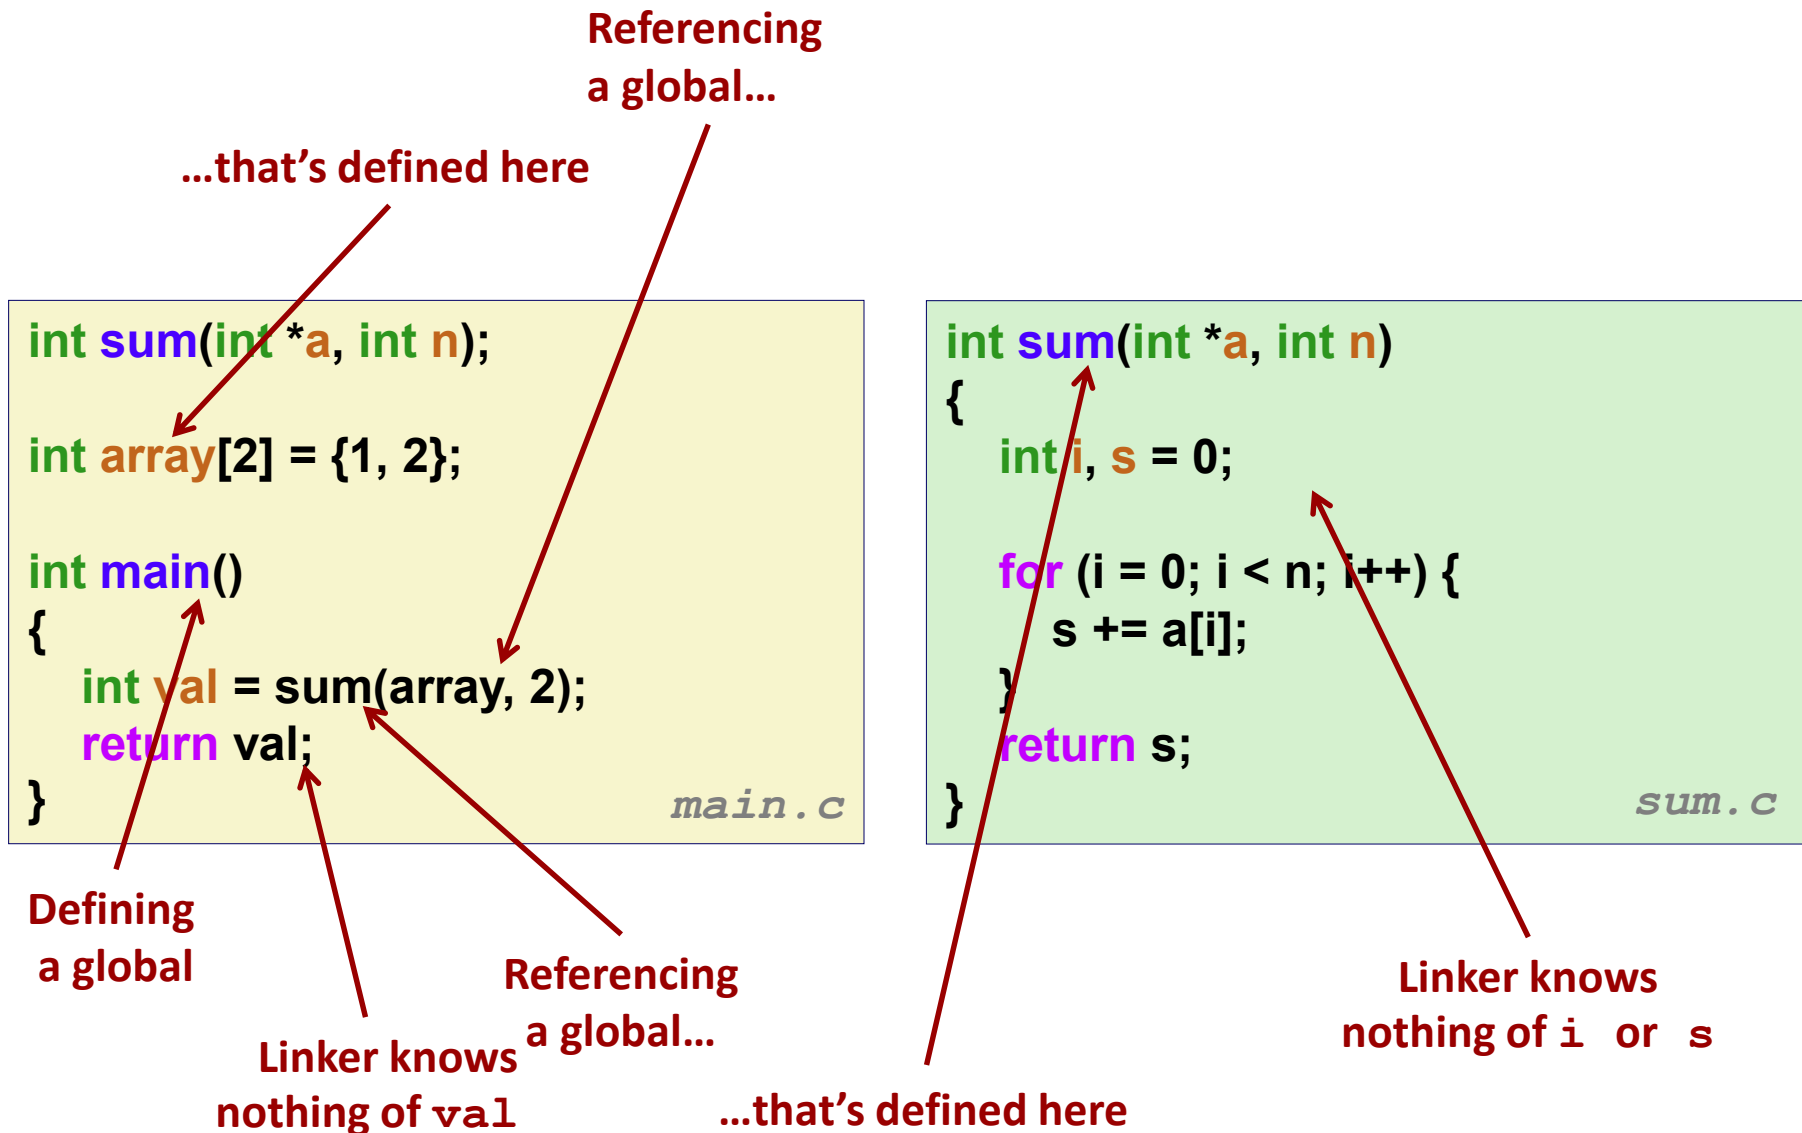 Referencing
a global…
…that’s defined here
int sum(int *a, int n);
int array[2] = {1, 2};
int main()
{
int val = sum(array, 2);
return val;
}
main.c
int sum(int *a, int n)
{
int i, s = 0;
for (i = 0; i < n; i++) {
s += a[i];
}
return s;
}
sum.c
Defining
a global
Linker knows
nothing of val
Referencing
a global…
…that’s defined here
Linker knows
nothing of i or s